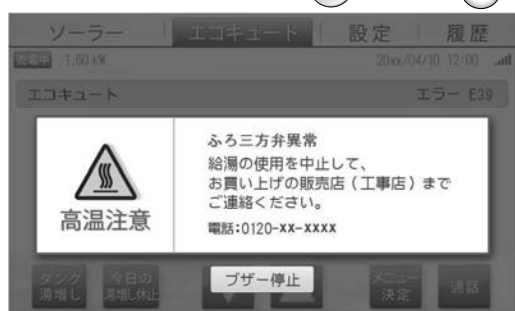 ソーラー エコキュート 設定 履歴
売電中 1.60 kW 20xx/04/10 12:00
エコキュート エラー E39
ふろ三方弁異常
給湯の使用を中止して、
お買い上げの販売店（工事店）まで
ご連絡ください。
電話:0120-xx-xxxx
高温注意
タンク
湯増し
今日の
湯増し休止
ブザー停止
メニュー
決定
通話